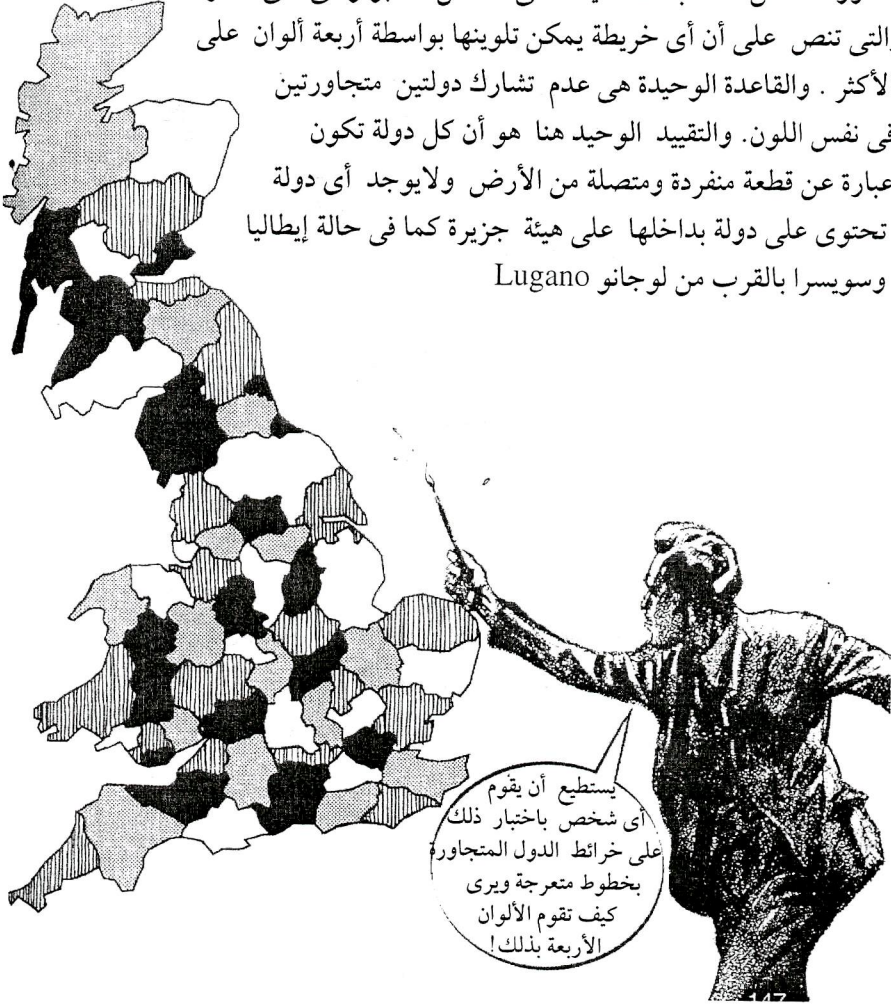 والتى تنص على أن أى خريطة يمكن تلوينها بواسطة أربعة ألوان على
الأكثر . والقاعدة الوحيدة هى عدم تشارك دولتين متجاورتين
فى نفس اللون. والتقييد الوحيد هنا هو أن كل دولة تكون
عبارة عن قطعة منفردة ومتصلة من الأرض ولايوجد أى دولة
تحتوى على دولة بداخلها على هيئة جزيرة كما فى حالة إيطاليا
وسويسرا بالقرب من لوجانو Lugano
يستطيع أن يقوم
أى شخص باختبار ذلك
على خرائط الدول المتجاورة
بخطوط متعرجة ويرى
كيف تقوم الألوان
الأربعة بذلك!
147